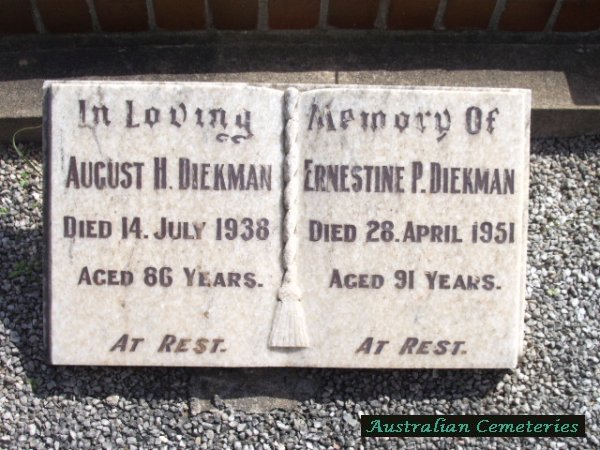 In Loving Memory Of
August H. Diekman
Died 14. July 1938
Aged 86 Years.
At Rest.
Ernestine P. Diekman
Died 28. April 1951
Aged 91 Years.
At Rest.
Australian Cemeteries